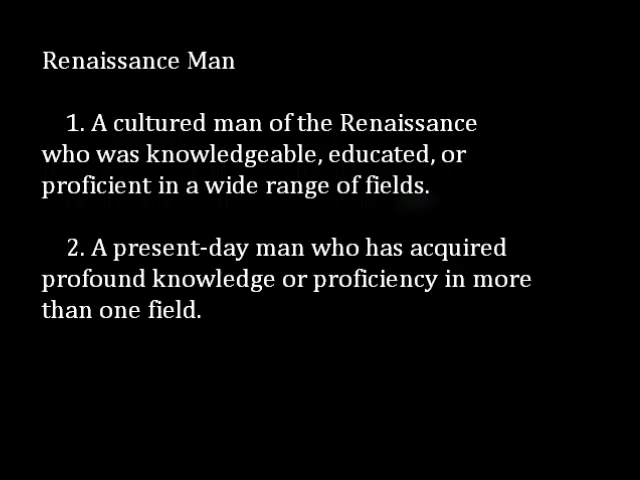 Renaissance Man
1. A cultured man of the Renaissance
who was knowledgeable, educated, or
proficient in a wide range of fields.
2. A present-day man who has acquired
profound knowledge or proficiency in more
than one field.